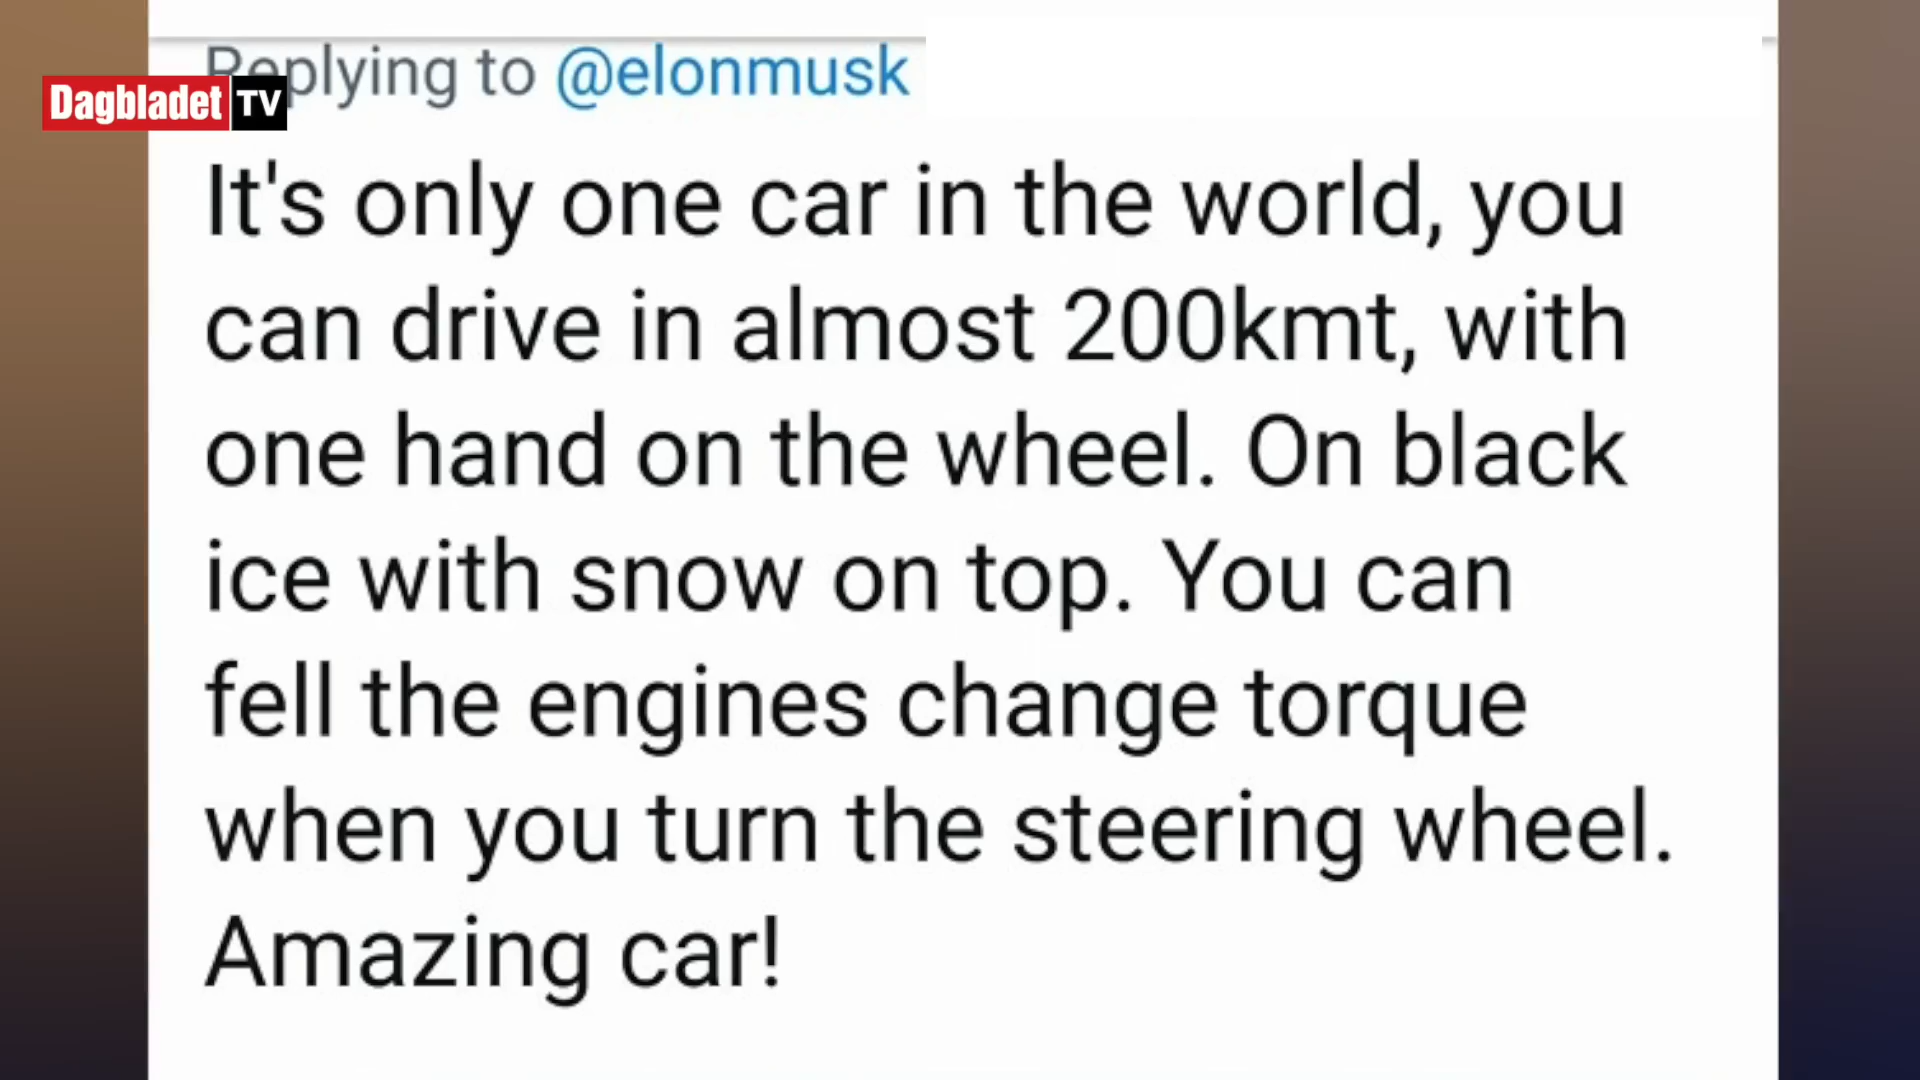 Replying to @elonmusk
Dagbladet TV
It's only one car in the world, you
can drive in almost 200kmt, with
one hand on the wheel. On black
ice with snow on top. You can
fell the engines change torque
when you turn the steering wheel.
Amazing car!